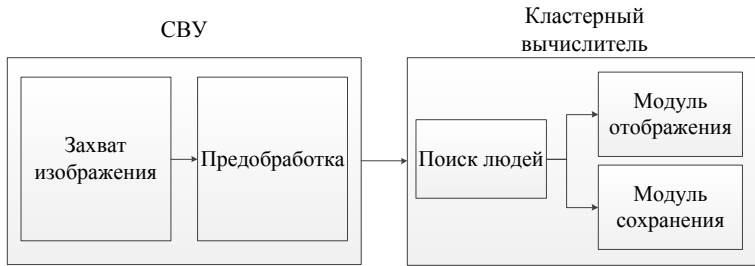 СВУ
Кластерный
вычислитель
Захват
изображения
Предобработка
Поиск людей
Модуль
отображения
Модуль
сохранения